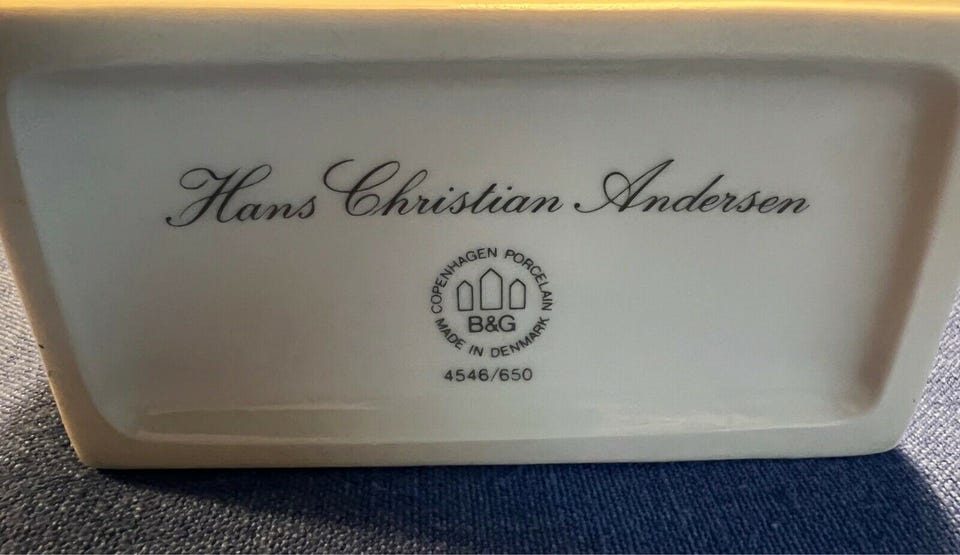 Hans Christian Andersen
COPENHAGEN PORCELAIN
B&G
MADE IN DENMARK
4546/650